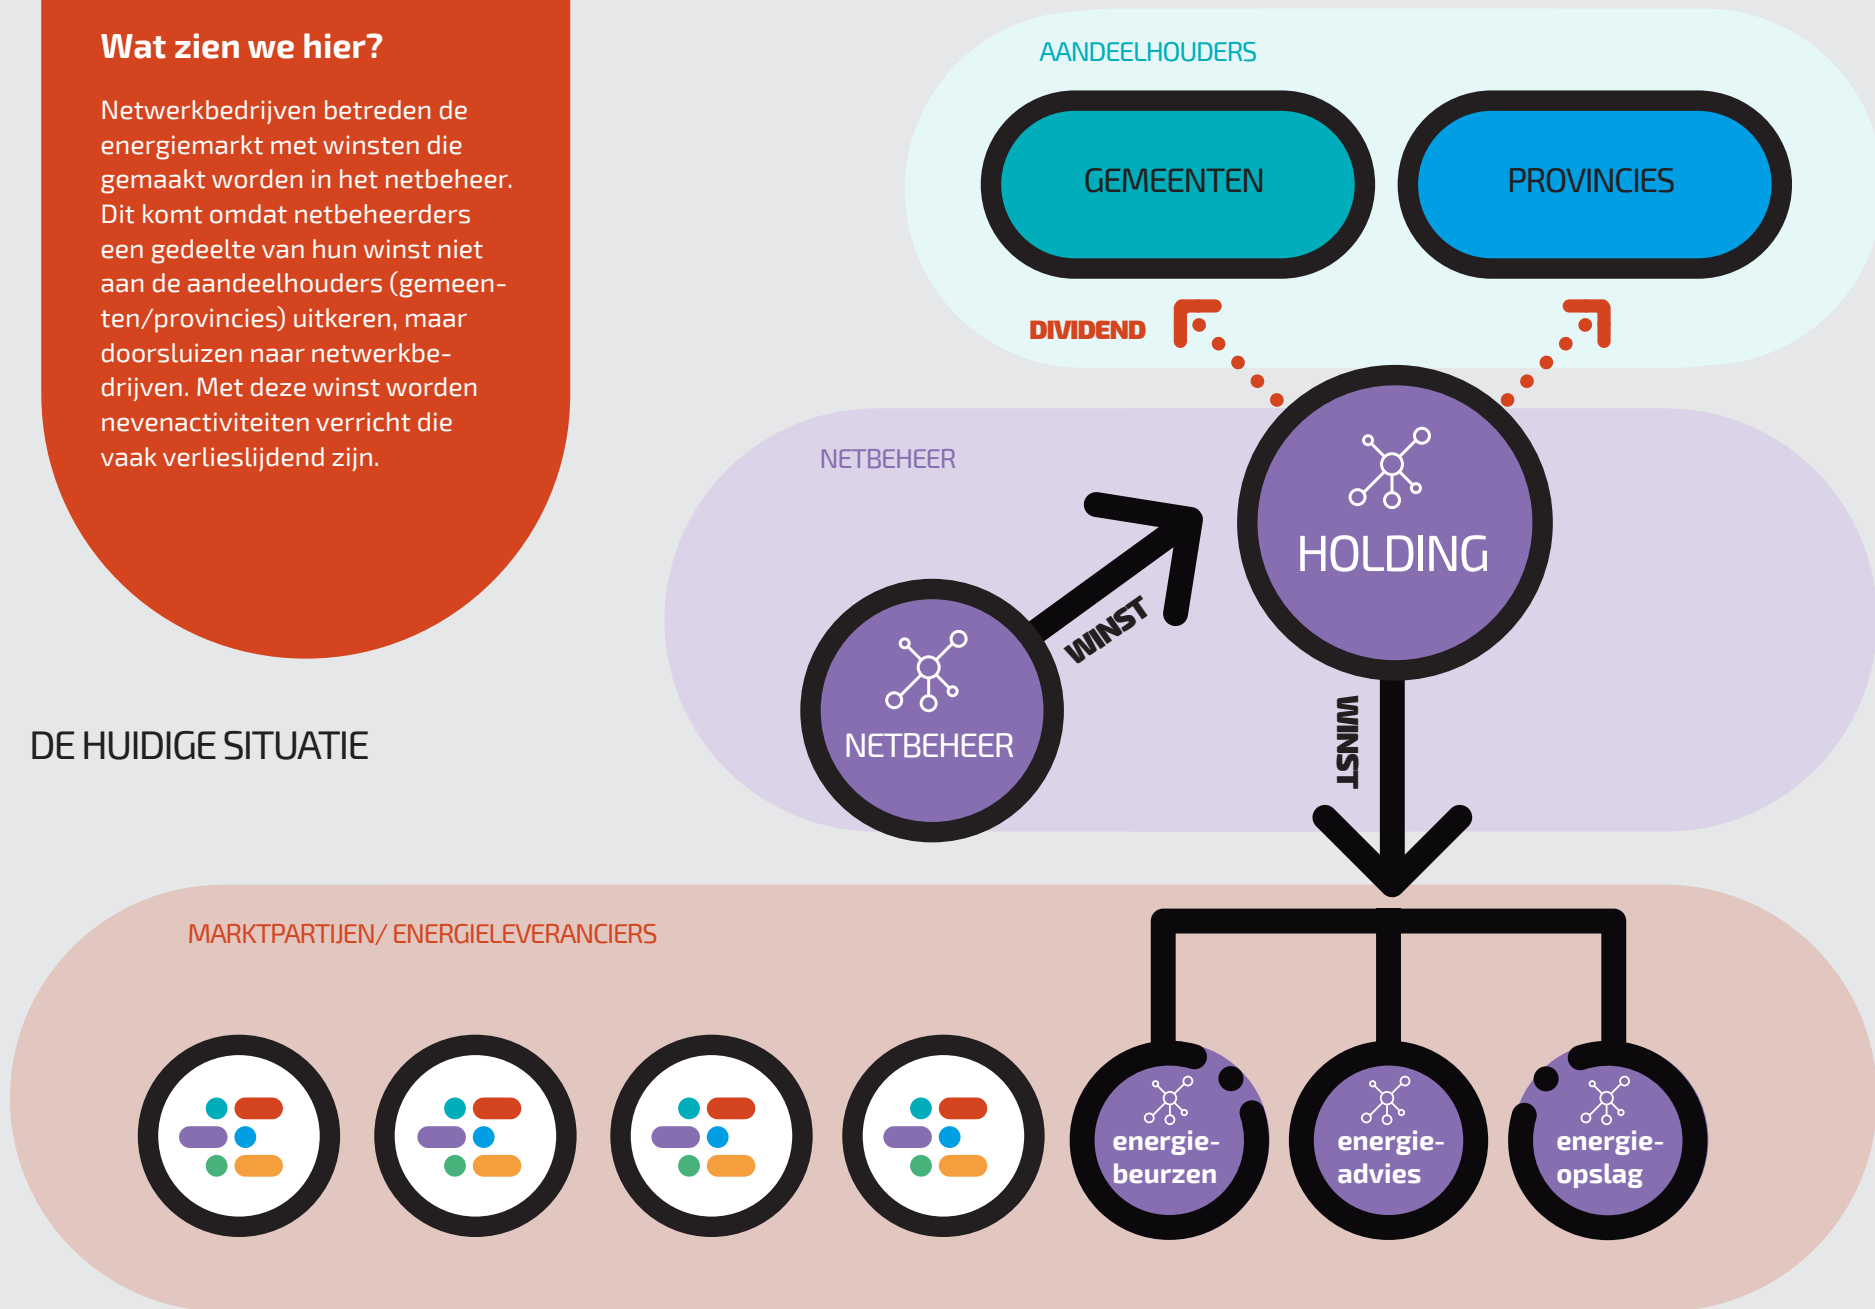 Wat zien we hier?
Netwerkbedrijven betreden de
energiemarkt met winsten die
gemaakt worden in het netbeheer.
Dit komt omdat netbeheerders
een gedeelte van hun winst niet
aan de aandeelhouders (gemeen-
ten/provincies) uitkeren, maar
doorsluizen naar netwerkbe-
drijven. Met deze winst worden
nevenactiviteiten verricht die
vaak verlieslijdend zijn.
DE HUIDIGE SITUATIE
AANDEELHOUDERS
GEMEENTEN
PROVINCIES
DIVIDEND
NETBEHEER
HOLDING
WINST
NETBEHEER
WINST
MARKTPARTIJEN/ ENERGIELEVERANCIERS
energie-
beurzen
energie-
advies
energie-
opslag